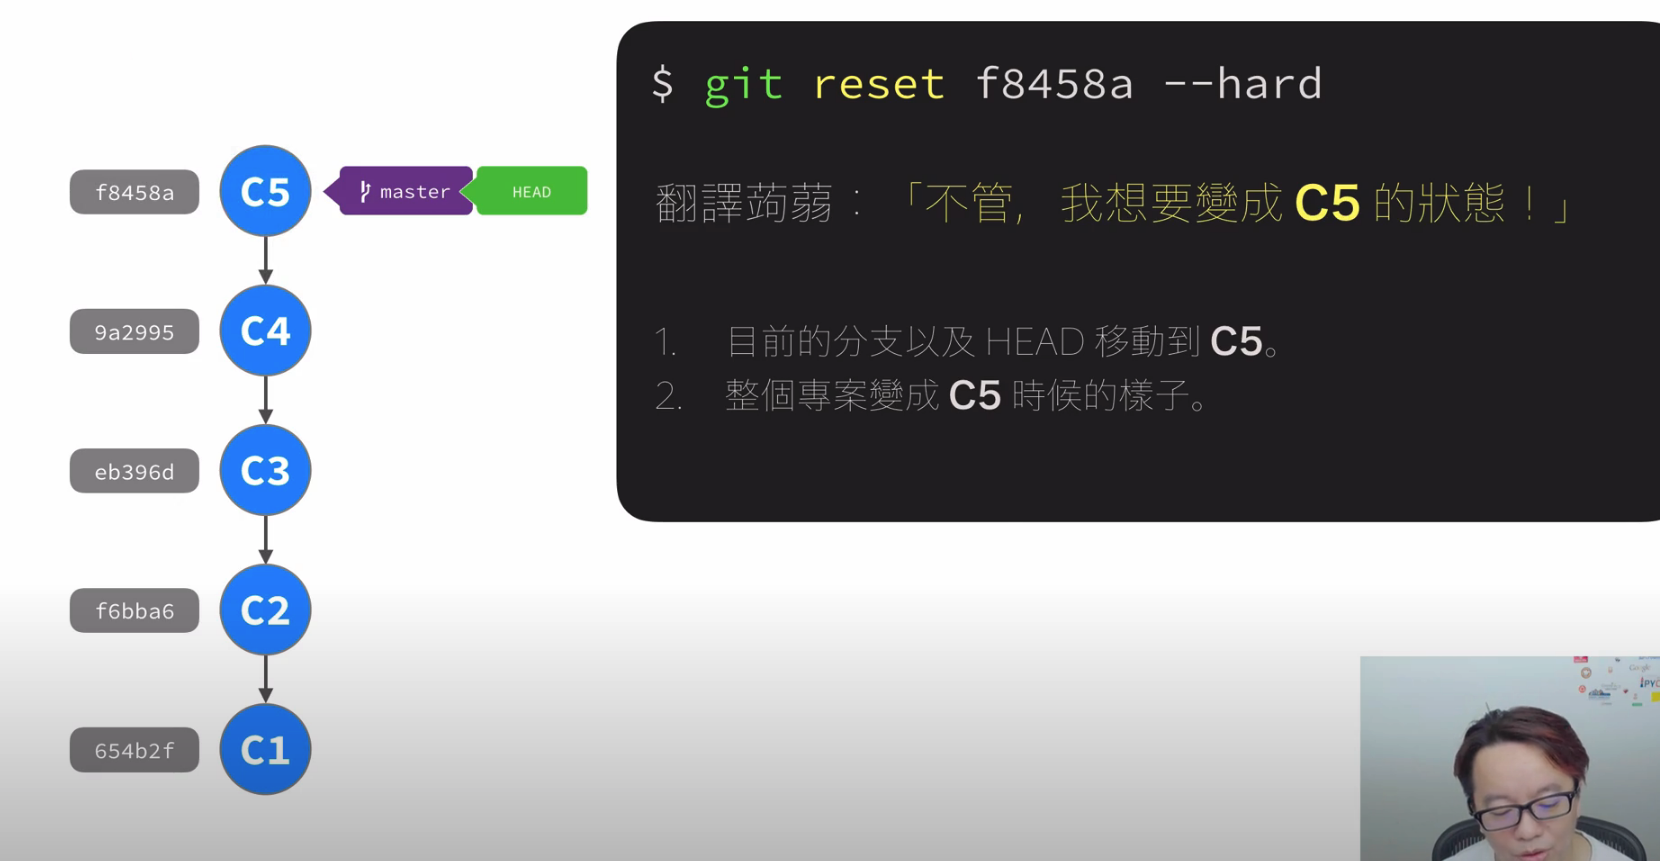 $ git reset f8458a --hard
翻譯蒟蒻：「不管，我想要變成 C5 的狀態！」
1. 目前的分支以及 HEAD 移動到 C5。
2. 整個專案變成 C5 時候的樣子。
f8458a C5 master HEAD
9a2995 C4
eb396d C3
f6bba6 C2
654b2f C1
Google